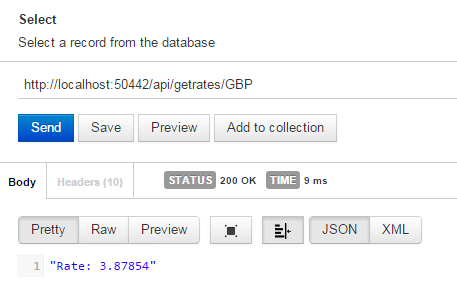 Select
Select a record from the database
http://localhost:50442/api/getrates/GBP
Send Save Preview Add to collection
Body Headers (10) STATUS 200 OK TIME 9 ms
Pretty Raw Preview JSON XML
1 "Rate: 3.87854"